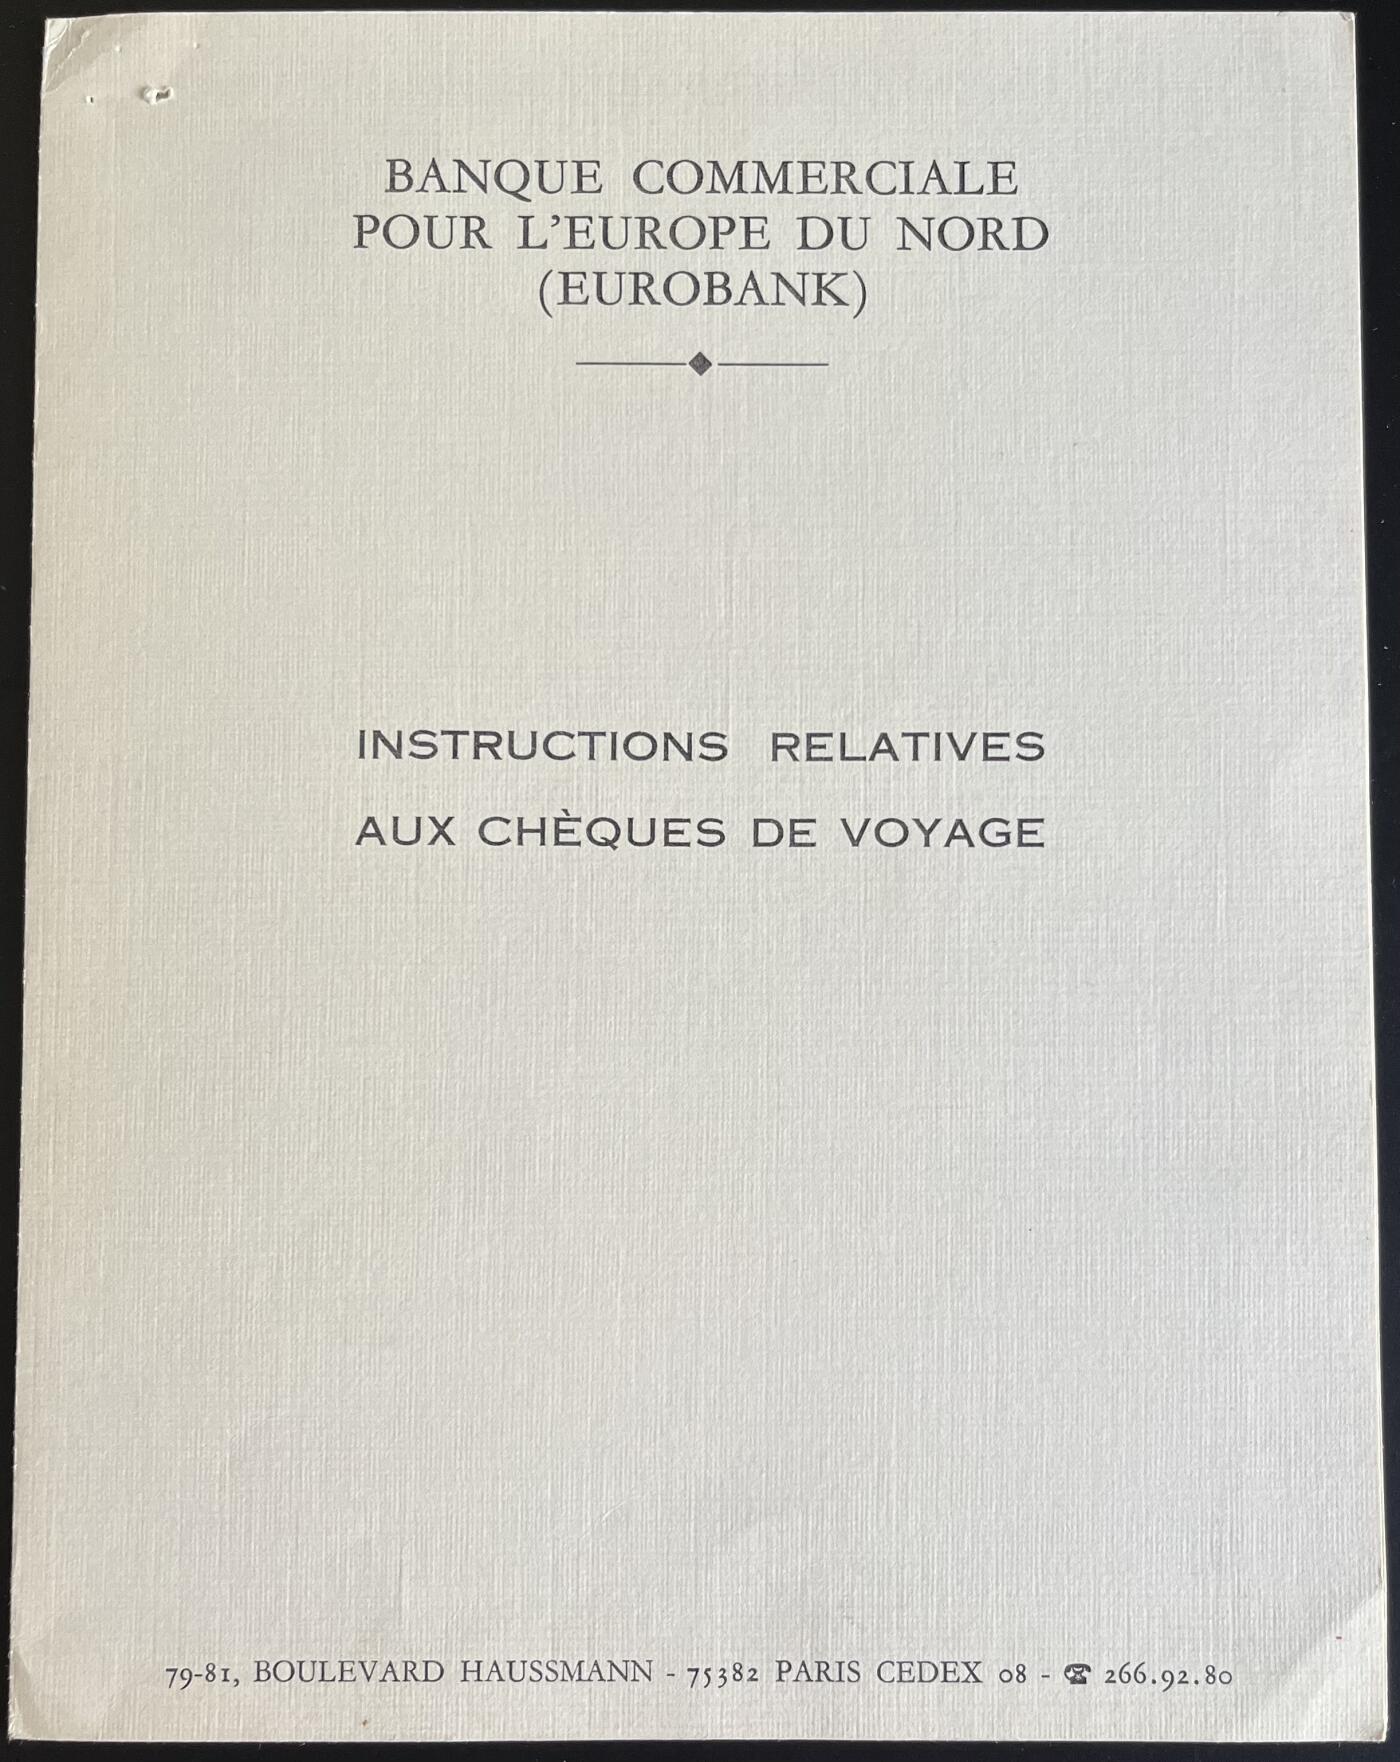 BANQUE COMMERCIALE
POUR L'EUROPE DU NORD
(EUROBANK)
INSTRUCTIONS RELATIVES
AUX CHÈQUES DE VOYAGE
79-81, BOULEVARD HAUSSMANN - 75382 PARIS CEDEX 08 - ☎ 266.92.80